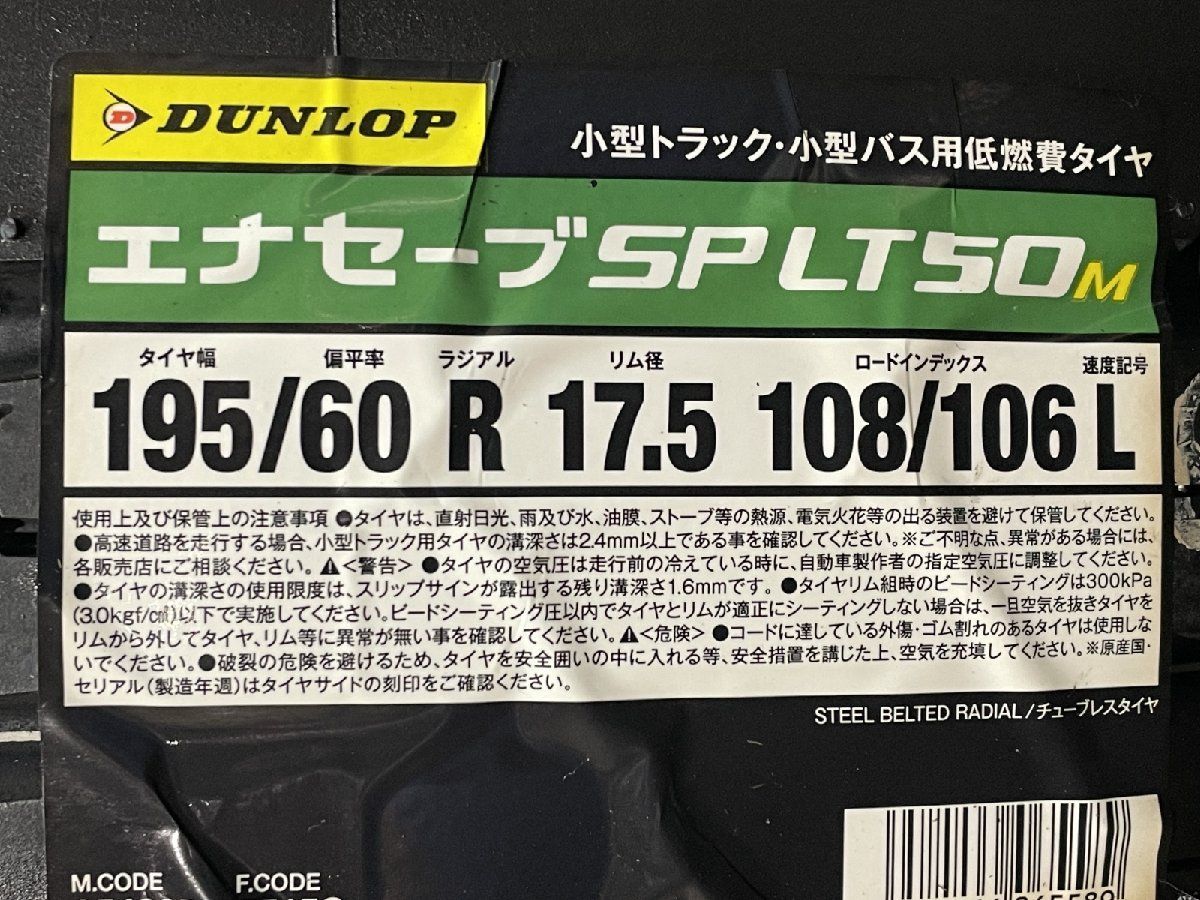 DUNLOP
小型トラック・小型バス用低燃費タイヤ
エナセーブSP LT50M
タイヤ幅 偏平率 ラジアル リム径 ロードインデックス 速度記号
195/60 R 17.5 108/106 L
使用上及び保管上の注意事項 ●タイヤは、直射日光、雨及び水、油膜、ストーブ等の熱源、電気火花等の出る装置を避けて保管してください。
●高速道路を走行する場合、小型トラック用タイヤの溝深さは2.4mm以上である事を確認してください。※ご不明な点、異常がある場合には、
各販売店にご相談ください。⚠<警告> ●タイヤの空気圧は走行前の冷えている時に、自動車製作者の指定空気圧に調整してください。
●タイヤの溝深さの使用限度は、スリップサインが露出する残り溝深さ1.6mmです。 ●タイヤリム組時のビードシーティングは300kPa
(3.0kgf/c㎡)以下で実施してください。ビードシーティング圧以内でタイヤとリムが適正にシーティングしない場合は、一旦空気を抜きタイヤを
リムから外してタイヤ、リム等に異常が無い事を確認してください。⚠<危険> ●コードに達している外傷・ゴム割れのあるタイヤは使用しな
いでください。●破裂の危険を避けるため、タイヤを安全囲いの中に入れる等、安全措置を講じた上、空気を充填してください。※原産国・
セリアル(製造年週)はタイヤサイドの刻印をご確認ください。
STEEL BELTED RADIAL/チューブレスタイヤ
M.CODE F.CODE